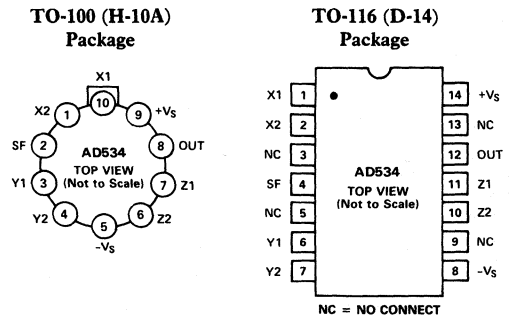 TO-100 (H-10A)
Package
X1
10
X2
1
9
+VS
SF
2
8
OUT
AD534
TOP VIEW
(Not to Scale)
Y1
3
7
Z1
Y2
4
6
Z2
5
-VS
TO-116 (D-14)
Package
X1 1
14 +VS
X2 2
13 NC
NC 3
12 OUT
AD534
TOP VIEW
(Not to Scale)
SF 4
11 Z1
NC 5
10 Z2
Y1 6
9 NC
Y2 7
8 -VS
NC = NO CONNECT